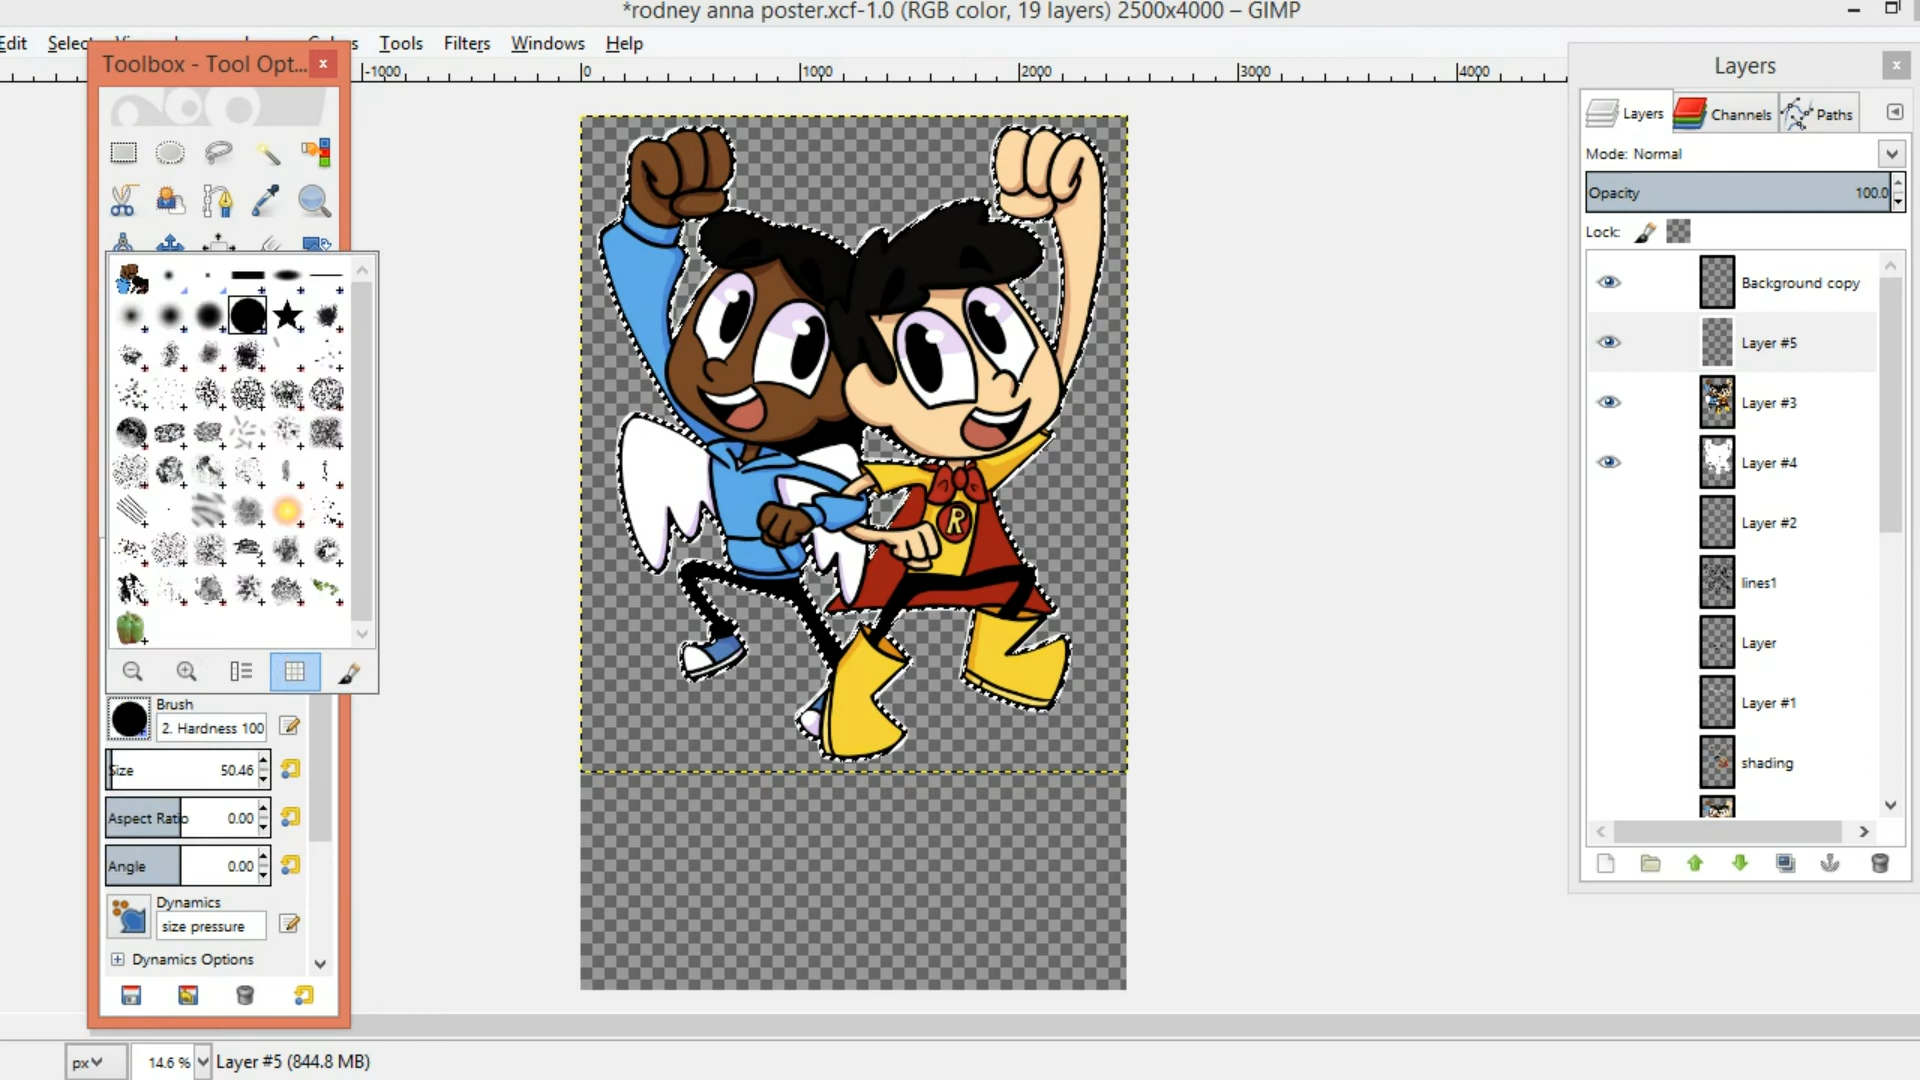 *rodney anna poster.xcf-1.0 (RGB color, 19 layers) 2500x4000 – GIMP
Edit Select Colors Tools Filters Windows Help
Toolbox - Tool Opt...
-1000 0 1000 2000 3000 4000
Layers
Layers Channels Paths
Mode: Normal
Opacity 100.0
Lock:
Background copy
Layer #5
Layer #3
Layer #4
Layer #2
lines1
Layer
Layer #1
shading
R
Brush
2. Hardness 100
Size 50.46
Aspect Ratio 0.00
Angle 0.00
Dynamics
size pressure
Dynamics Options
px 14.6 % Layer #5 (844.8 MB)